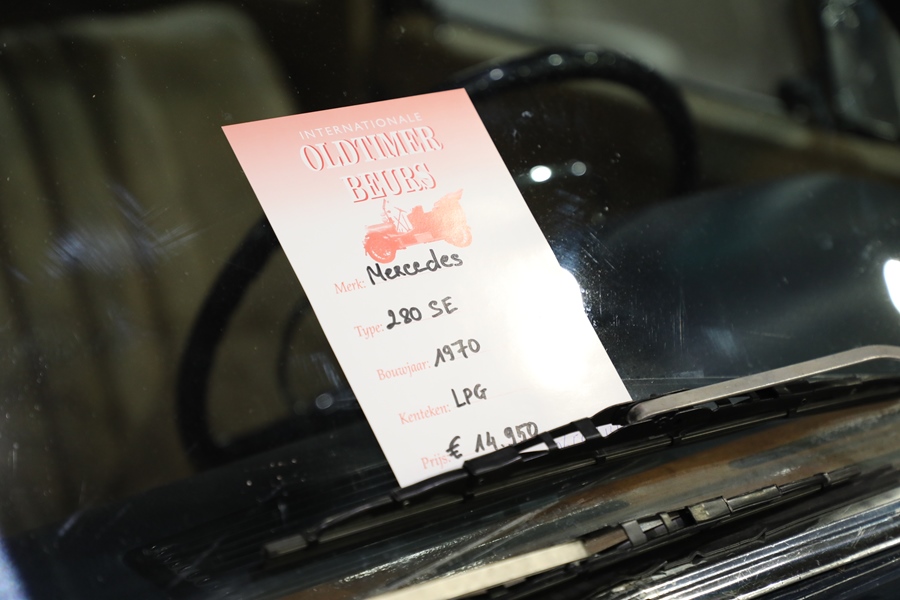 INTERNATIONALE
OLDTIMER
BEURS
Merk: Mercedes
Type: 280 SE
Bouwjaar: 1970
Kenteken: LPG
Prijs: € 14.950